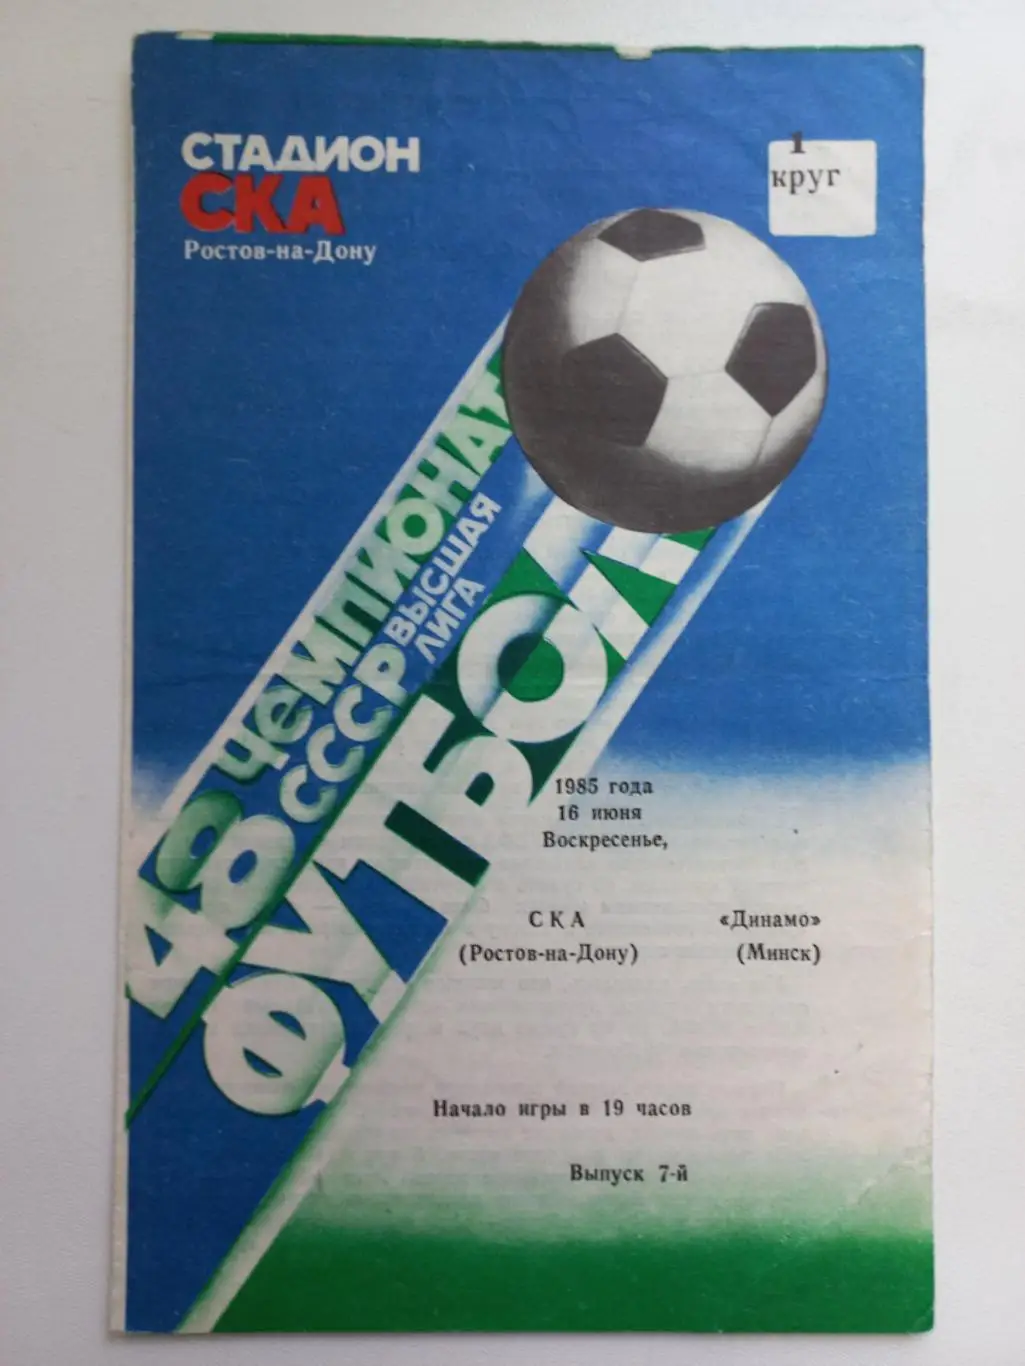 СТАДИОН
СКА
Ростов-на-Дону
1
круг
48 ЧЕМПИОНАТ
СССР ВЫСШАЯ
ЛИГА
ФУТБОЛ
1985 года
16 июня
Воскресенье,
СКА «Динамо»
(Ростов-на-Дону) (Минск)
Начало игры в 19 часов
Выпуск 7-й